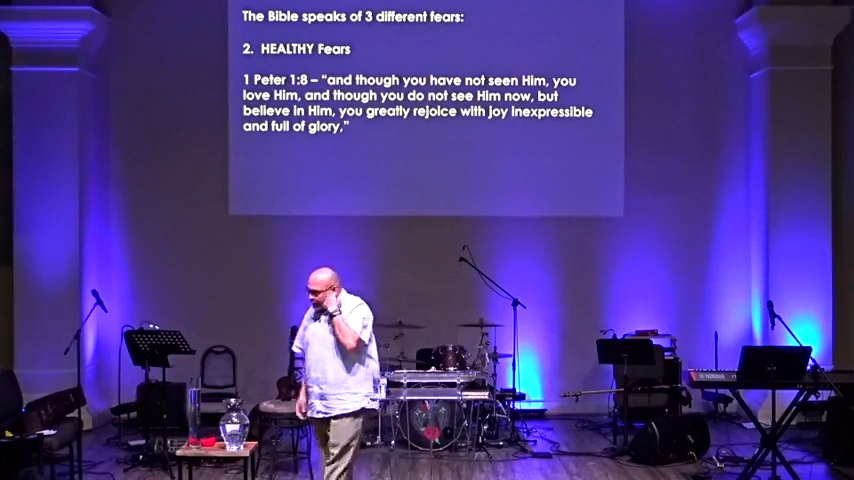 The Bible speaks of 3 different fears:
2. HEALTHY Fears
1 Peter 1:8 – “and though you have not seen Him, you
love Him, and though you do not see Him now, but
believe in Him, you greatly rejoice with joy inexpressible
and full of glory,”
YAMAHA